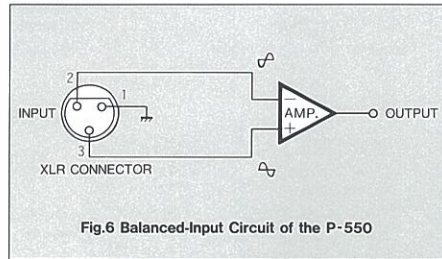 2
1
INPUT
3
XLR CONNECTOR
−
AMP.
+
OUTPUT
Fig.6 Balanced-Input Circuit of the P-550